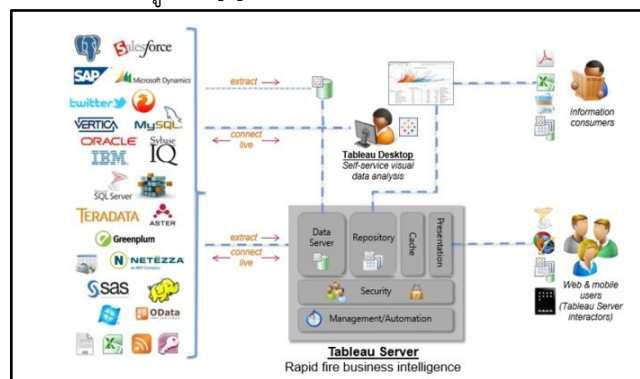 Salesforce
SAP
Microsoft Dynamics
twitter
VERTICA
MySQL
ORACLE
Sybase
IBM
IQ
SQL Server
TERADATA
ASTER
Greenplum
NETEZZA
sas
OData
extract
connect
live
extract
connect
live
Tableau Desktop
Self-service visual
data analysis
Information
consumers
Data
Server
Repository
Cache
Presentation
Security
Management/Automation
Tableau Server
Rapid fire business intelligence
Web & mobile
users
(Tableau Server
interactors)